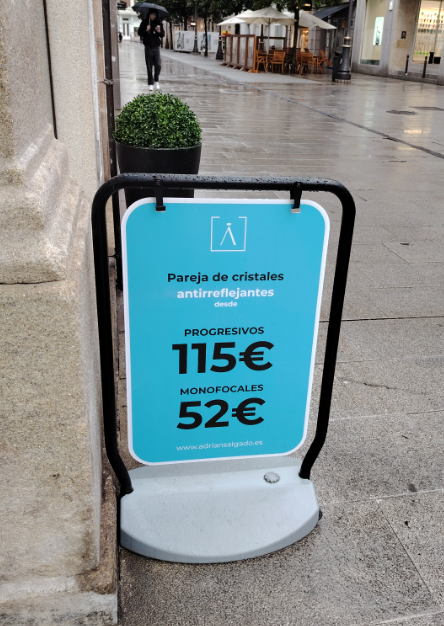 Pareja de cristales
antirreflejantes
desde
PROGRESIVOS
115€
MONOFOCALES
52€
www.adriansalgado.es